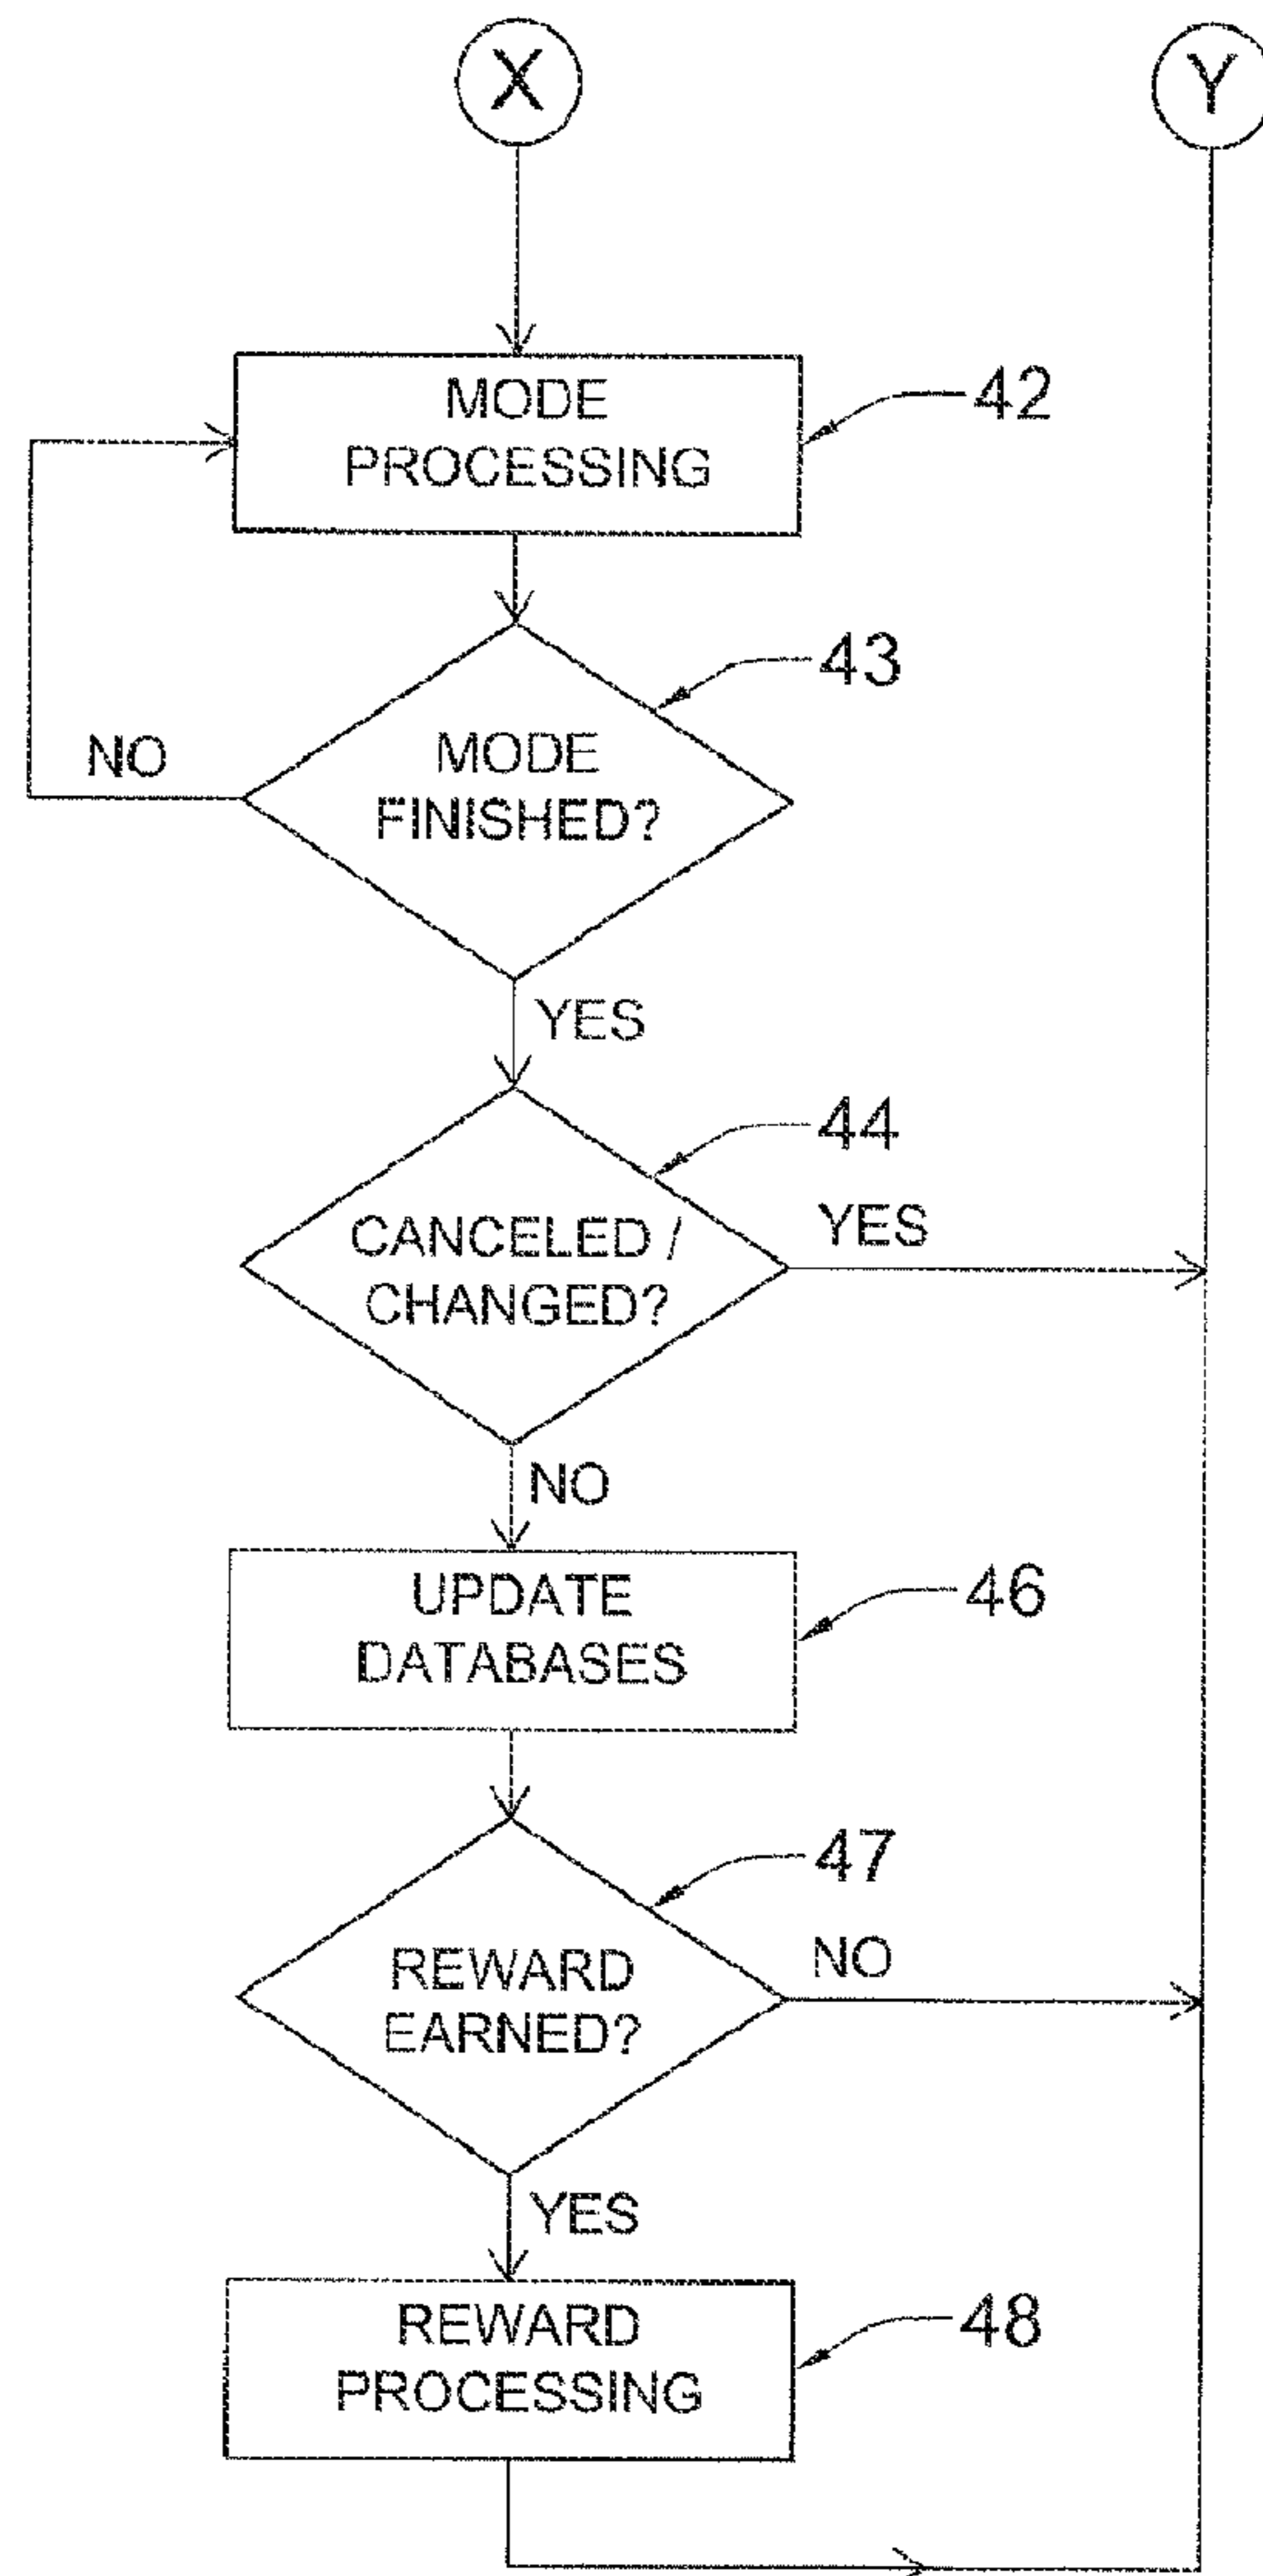 X
Y
MODE
PROCESSING
42
43
MODE
FINISHED?
NO
YES
44
CANCELED /
CHANGED?
YES
NO
UPDATE
DATABASES
46
47
REWARD
EARNED?
NO
YES
REWARD
PROCESSING
48